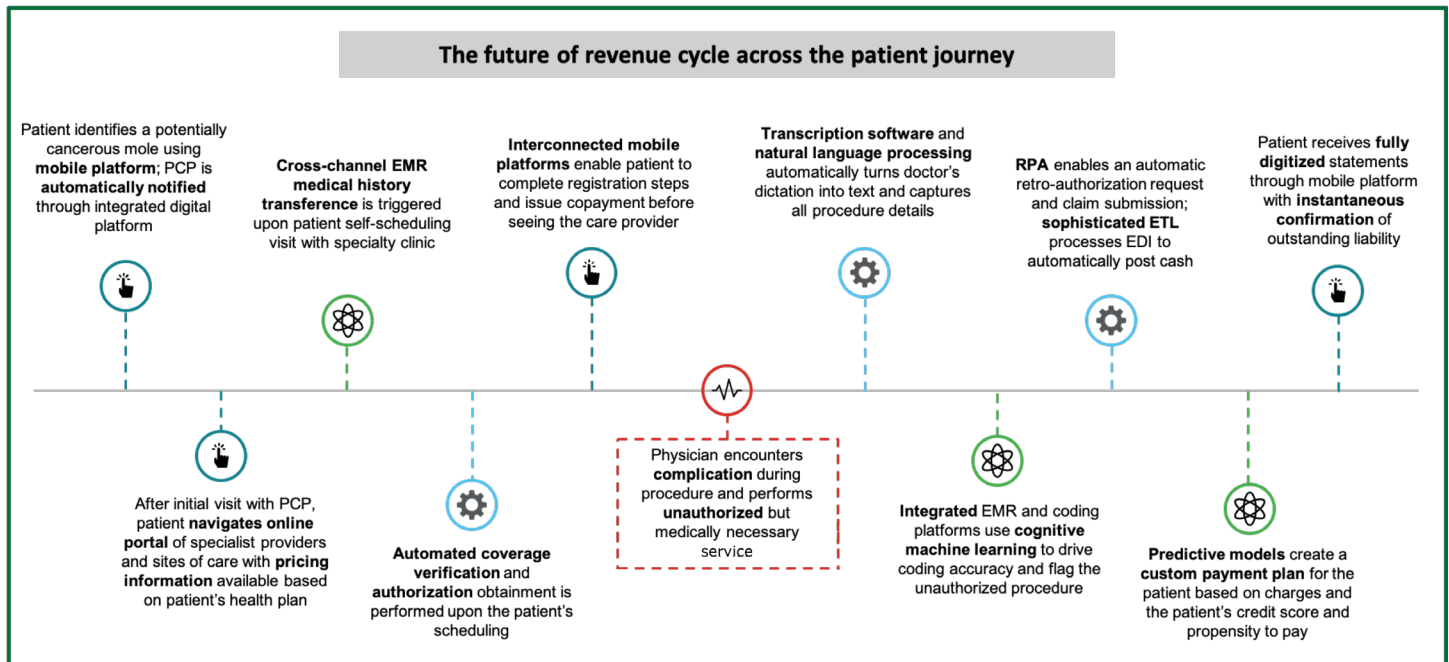 The future of revenue cycle across the patient journey
Patient identifies a potentially
cancerous mole using
mobile platform; PCP is
automatically notified
through integrated digital
platform
After initial visit with PCP,
patient navigates online
portal of specialist providers
and sites of care with pricing
information available based
on patient’s health plan
Cross-channel EMR
medical history
transference is triggered
upon patient self-scheduling
visit with specialty clinic
Automated coverage
verification and
authorization obtainment is
performed upon the patient’s
scheduling
Interconnected mobile
platforms enable patient to
complete registration steps
and issue copayment before
seeing the care provider
Physician encounters
complication during
procedure and performs
unauthorized but
medically necessary
service
Transcription software and
natural language processing
automatically turns doctor’s
dictation into text and captures
all procedure details
Integrated EMR and coding
platforms use cognitive
machine learning to drive
coding accuracy and flag the
unauthorized procedure
RPA enables an automatic
retro-authorization request
and claim submission;
sophisticated ETL
processes EDI to
automatically post cash
Predictive models create a
custom payment plan for the
patient based on charges and
the patient’s credit score and
propensity to pay
Patient receives fully
digitized statements
through mobile platform
with instantaneous
confirmation of
outstanding liability